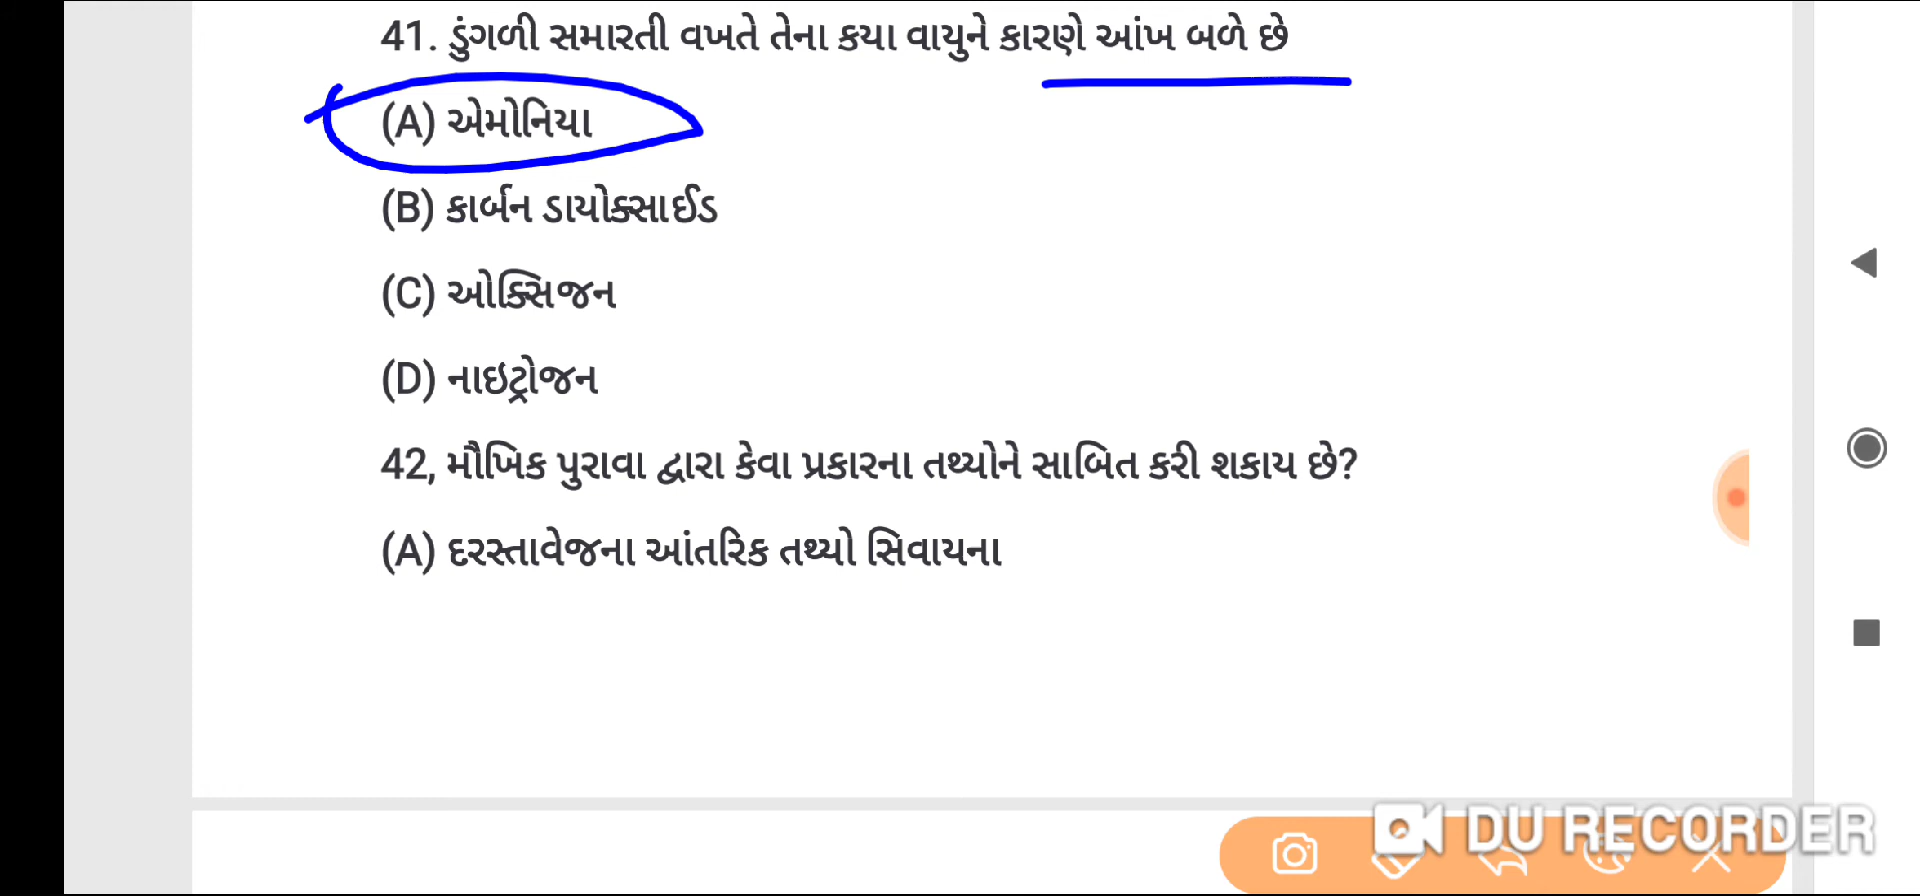 41. ડુંગળી સમારતી વખતે તેના કયા વાયુને કારણે આંખ બળે છે
(A) એમોનિયા
(B) કાર્બન ડાયોક્સાઈડ
(C) ઓક્સિજન
(D) નાઇટ્રોજન
42, મૌખિક પુરાવા દ્વારા કેવા પ્રકારના તથ્યોને સાબિત કરી શકાય છે?
(A) દસ્તાવેજના આંતરિક તથ્યો સિવાયના
DU RECORDER